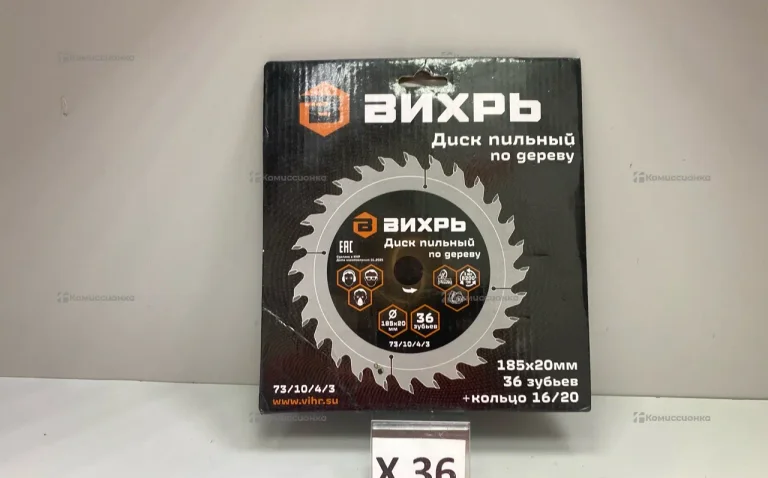 ВИХРЬ
Диск пильный
по дереву
ВИХРЬ
Диск пильный
по дереву
EAC
Ø
185x20
мм
36
зубьев
73/10/4/3
185x20мм
36 зубьев
+кольцо 16/20
73/10/4/3
www.vihr.su
X 36
Комиссионка
Комиссионка
Комиссионка
Комиссионка
Комиссионка
Комиссионка